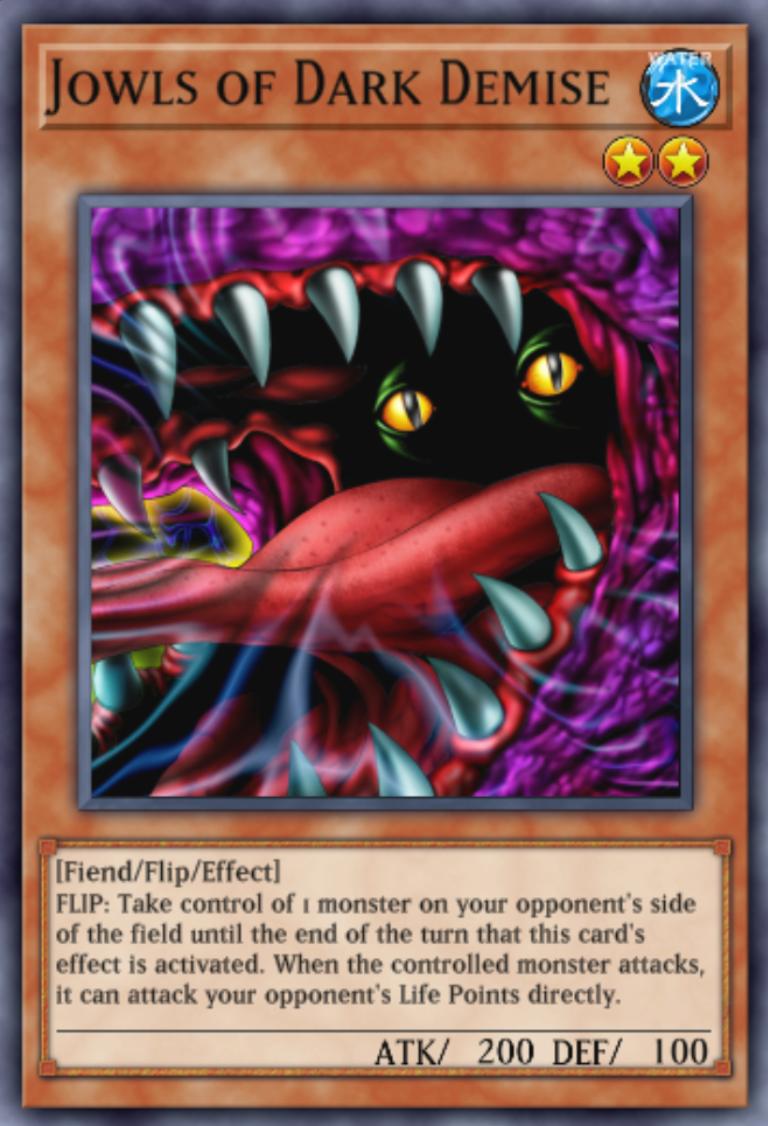 JOWLS OF DARK DEMISE
WATER
水
[Fiend/Flip/Effect]
FLIP: Take control of 1 monster on your opponent's side
of the field until the end of the turn that this card's
effect is activated. When the controlled monster attacks,
it can attack your opponent's Life Points directly.
ATK/ 200 DEF/ 100